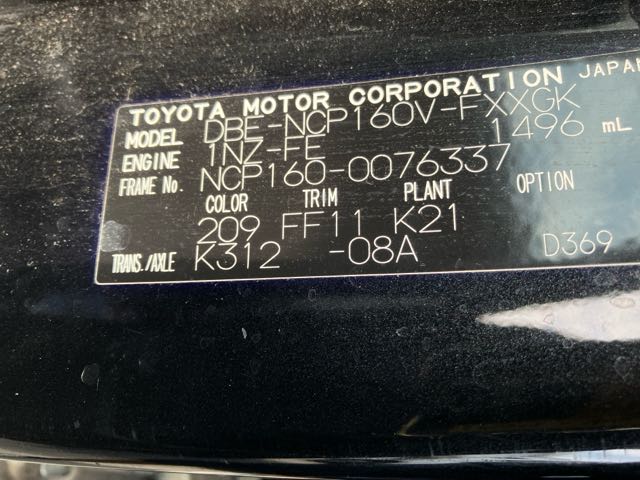 TOYOTA MOTOR CORPORATION JAPAN
MODEL DBE-NCP160V-FXXGK
ENGINE 1NZ-FE 1496 mL
FRAME No. NCP160-0076337
COLOR TRIM PLANT OPTION
209 FF11 K21
TRANS./AXLE K312 -08A D369